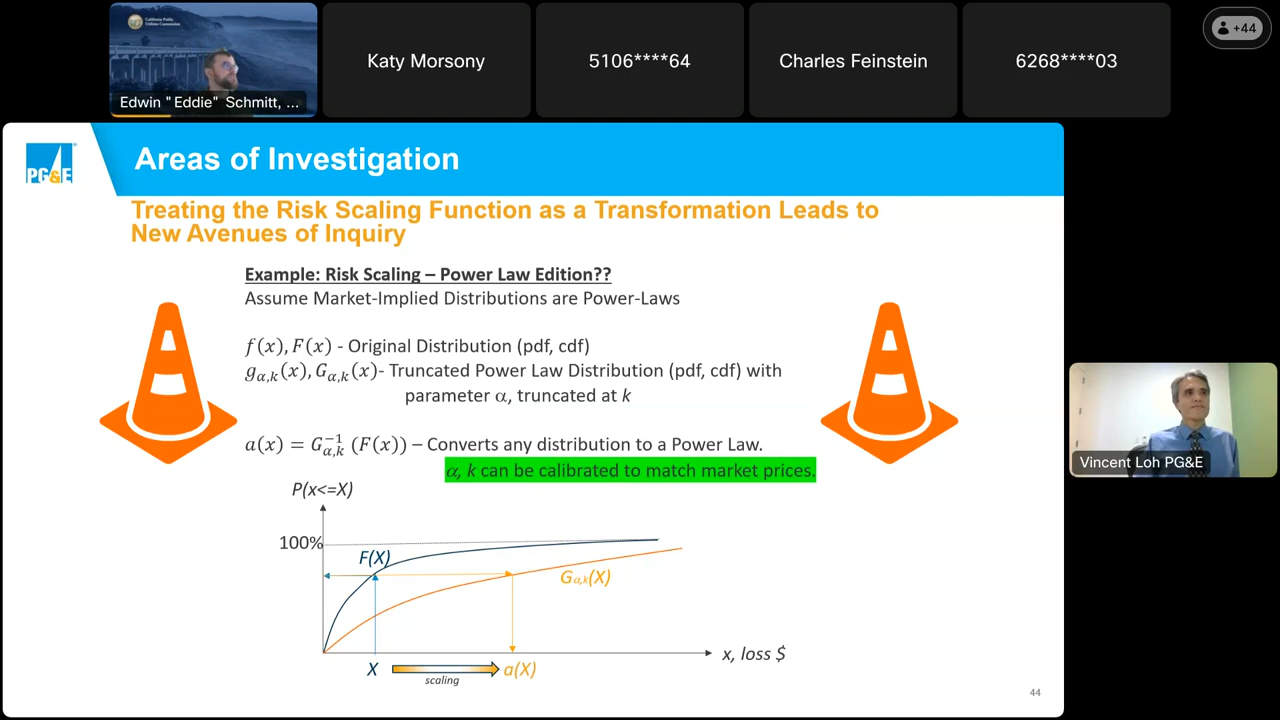 California Public
Utilities Commission
Edwin "Eddie" Schmitt, ...
Katy Morsony
5106****64
Charles Feinstein
6268****03
+44
PG&E
Areas of Investigation
Treating the Risk Scaling Function as a Transformation Leads to
New Avenues of Inquiry
Example: Risk Scaling – Power Law Edition??
Assume Market-Implied Distributions are Power-Laws
f(x), F(x) - Original Distribution (pdf, cdf)
gα,k(x), Gα,k(x)- Truncated Power Law Distribution (pdf, cdf) with
parameter α, truncated at k
a(x) = G⁻¹α,k (F(x)) – Converts any distribution to a Power Law.
α, k can be calibrated to match market prices.
P(x<=X)
100%
F(X)
Gα,k(X)
x, loss $
X
a(X)
scaling
44
Vincent Loh PG&E